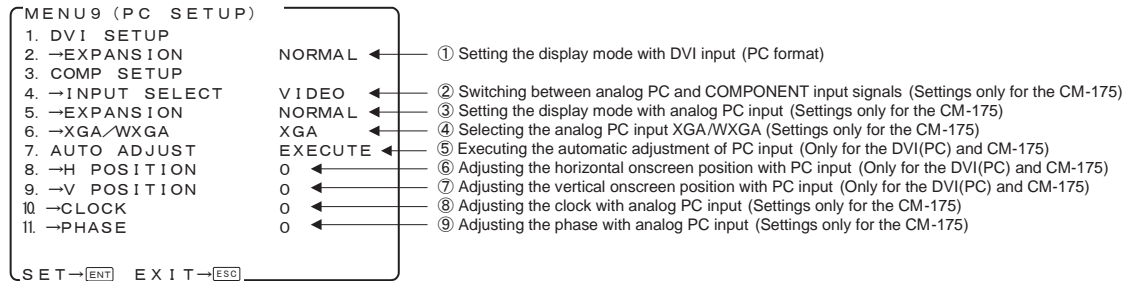 MENU9 (PC SETUP)
1. DVI SETUP
2. →EXPANSION NORMAL ① Setting the display mode with DVI input (PC format)
3. COMP SETUP
4. →INPUT SELECT VIDEO ② Switching between analog PC and COMPONENT input signals (Settings only for the CM-175)
5. →EXPANSION NORMAL ③ Setting the display mode with analog PC input (Settings only for the CM-175)
6. →XGA/WXGA XGA ④ Selecting the analog PC input XGA/WXGA (Settings only for the CM-175)
7. AUTO ADJUST EXECUTE ⑤ Executing the automatic adjustment of PC input (Only for the DVI(PC) and CM-175)
8. →H POSITION 0 ⑥ Adjusting the horizontal onscreen position with PC input (Only for the DVI(PC) and CM-175)
9. →V POSITION 0 ⑦ Adjusting the vertical onscreen position with PC input (Only for the DVI(PC) and CM-175)
10. →CLOCK 0 ⑧ Adjusting the clock with analog PC input (Settings only for the CM-175)
11. →PHASE 0 ⑨ Adjusting the phase with analog PC input (Settings only for the CM-175)
SET→ENT EXIT→ESC